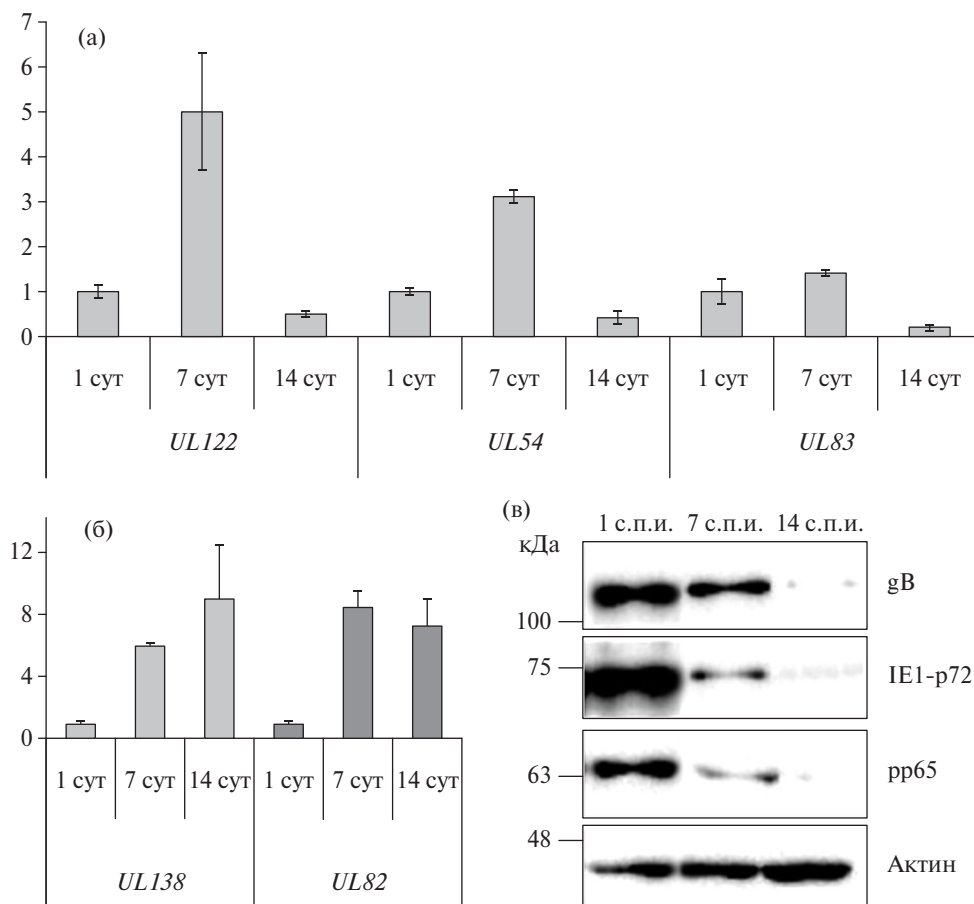 (а)
7
6
5
4
3
2
1
0
1 сут 7 сут 14 сут 1 сут 7 сут 14 сут 1 сут 7 сут 14 сут
UL122 UL54 UL83
(б)
12
8
4
0
1 сут 7 сут 14 сут 1 сут 7 сут 14 сут
UL138 UL82
(в)
1 с.п.и. 7 с.п.и. 14 с.п.и.
кДа
gB
100
75
IE1-p72
63
pp65
48
Актин